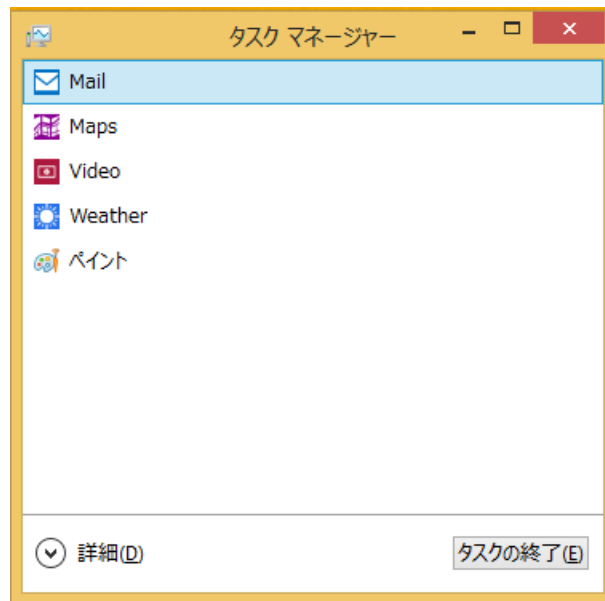 タスク マネージャー
Mail
Maps
Video
Weather
ペイント
詳細(D) タスクの終了(E)